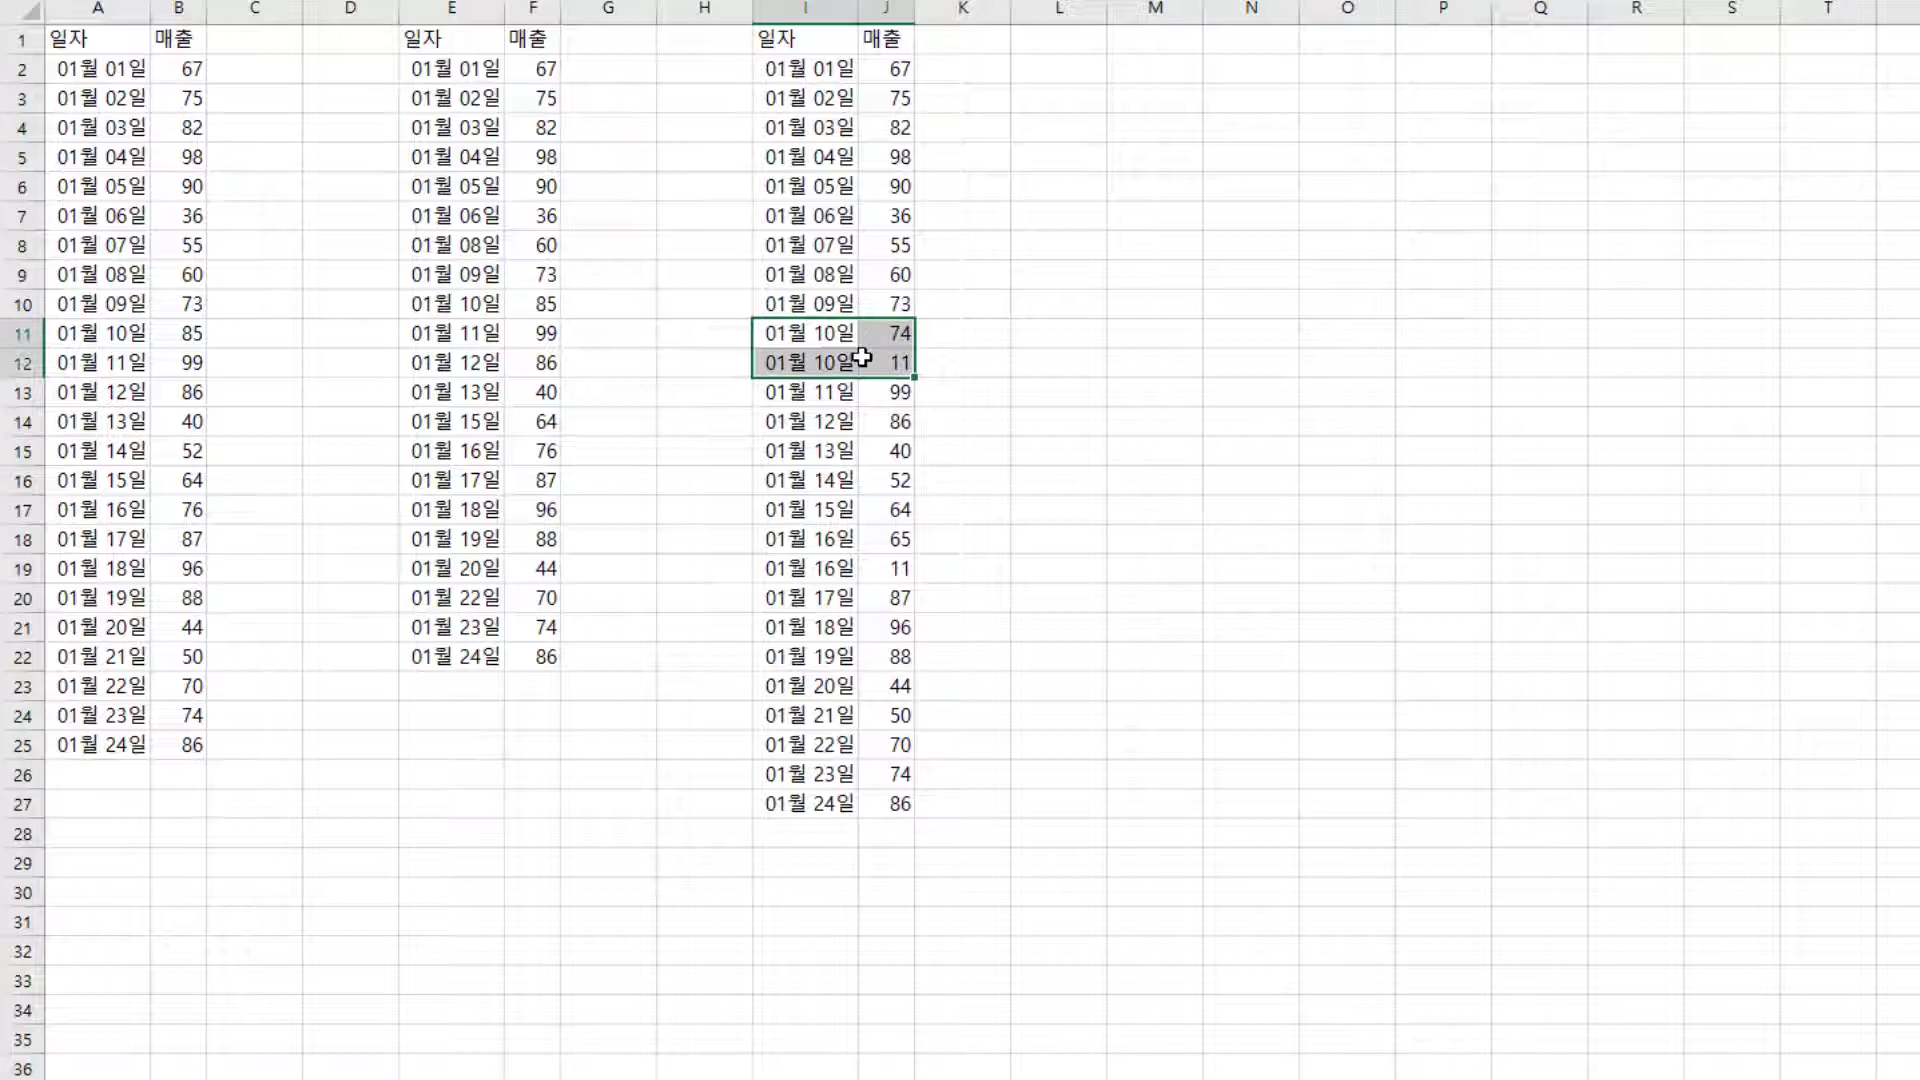 A B C D E F G H I J K L M N O P Q R S T
1 일자 매출 일자 매출 일자 매출
2 01월 01일 67 01월 01일 67 01월 01일 67
3 01월 02일 75 01월 02일 75 01월 02일 75
4 01월 03일 82 01월 03일 82 01월 03일 82
5 01월 04일 98 01월 04일 98 01월 04일 98
6 01월 05일 90 01월 05일 90 01월 05일 90
7 01월 06일 36 01월 06일 36 01월 06일 36
8 01월 07일 55 01월 08일 60 01월 07일 55
9 01월 08일 60 01월 09일 73 01월 08일 60
10 01월 09일 73 01월 10일 85 01월 09일 73
11 01월 10일 85 01월 11일 99 01월 10일 74
12 01월 11일 99 01월 12일 86 01월 10일 11
13 01월 12일 86 01월 13일 40 01월 11일 99
14 01월 13일 40 01월 15일 64 01월 12일 86
15 01월 14일 52 01월 16일 76 01월 13일 40
16 01월 15일 64 01월 17일 87 01월 14일 52
17 01월 16일 76 01월 18일 96 01월 15일 64
18 01월 17일 87 01월 19일 88 01월 16일 65
19 01월 18일 96 01월 20일 44 01월 16일 11
20 01월 19일 88 01월 22일 70 01월 17일 87
21 01월 20일 44 01월 23일 74 01월 18일 96
22 01월 21일 50 01월 24일 86 01월 19일 88
23 01월 22일 70 01월 20일 44
24 01월 23일 74 01월 21일 50
25 01월 24일 86 01월 22일 70
26 01월 23일 74
27 01월 24일 86
28
29
30
31
32
33
34
35
36